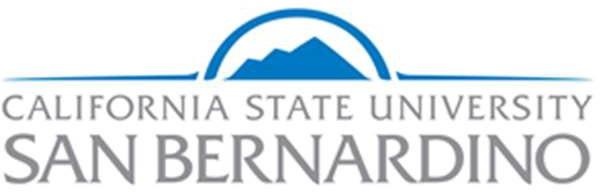 CALIFORNIA STATE UNIVERSITY
SAN BERNARDINO